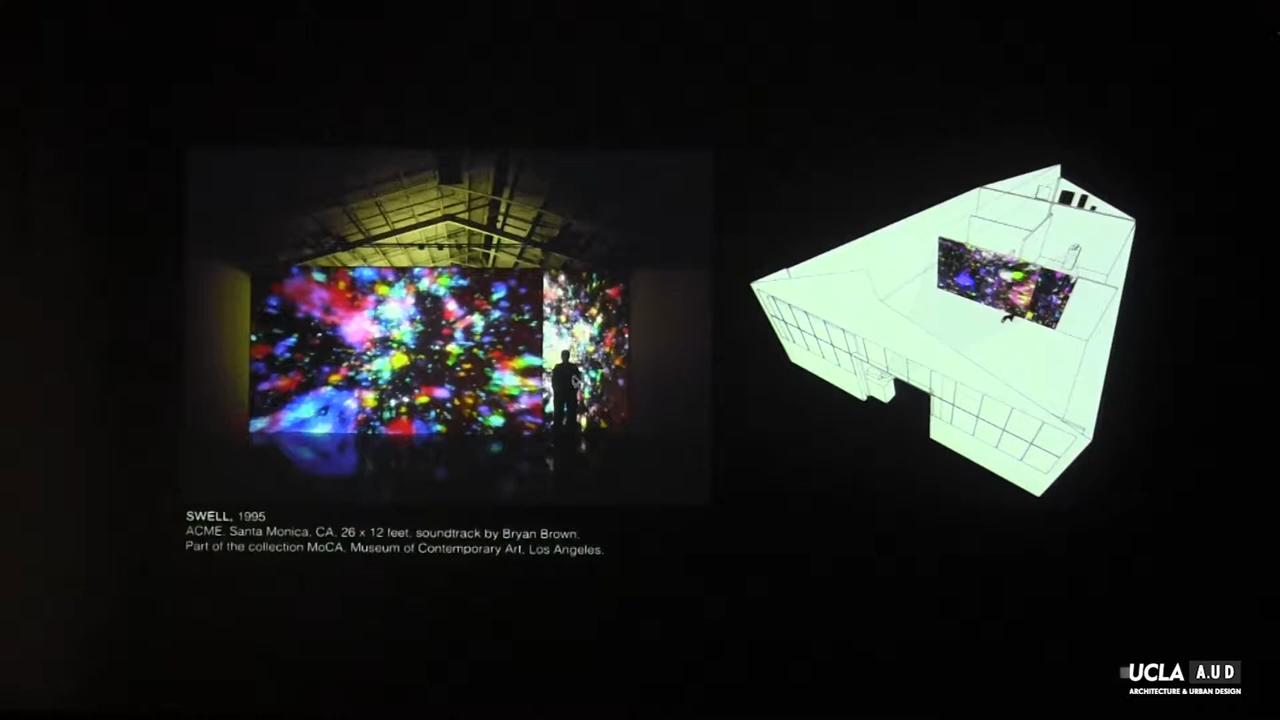 SWELL, 1995
ACME. Santa Monica, CA, 26 x 12 feet, soundtrack by Bryan Brown.
Part of the collection MoCA, Museum of Contemporary Art, Los Angeles.
UCLA A.U D
ARCHITECTURE & URBAN DESIGN